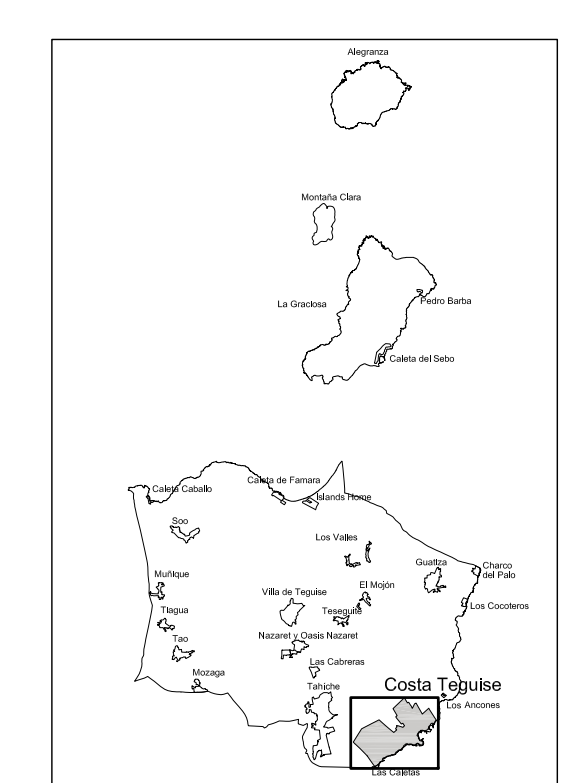 Alegranza
Montaña Clara
La Graciosa
Pedro Barba
Caleta del Sebo
Caleta Caballo
Caleta de Famara
Islands Home
Soo
Los Valles
Muñique
Guatiza
Charco
del Palo
Villa de Teguise
El Mojón
Los Cocoteros
Tiagua
Teseguite
Tao
Nazaret y Oasis Nazaret
Las Cabreras
Mozaga
Tahiche
Costa Teguise
Los Ancones
Las Caletas